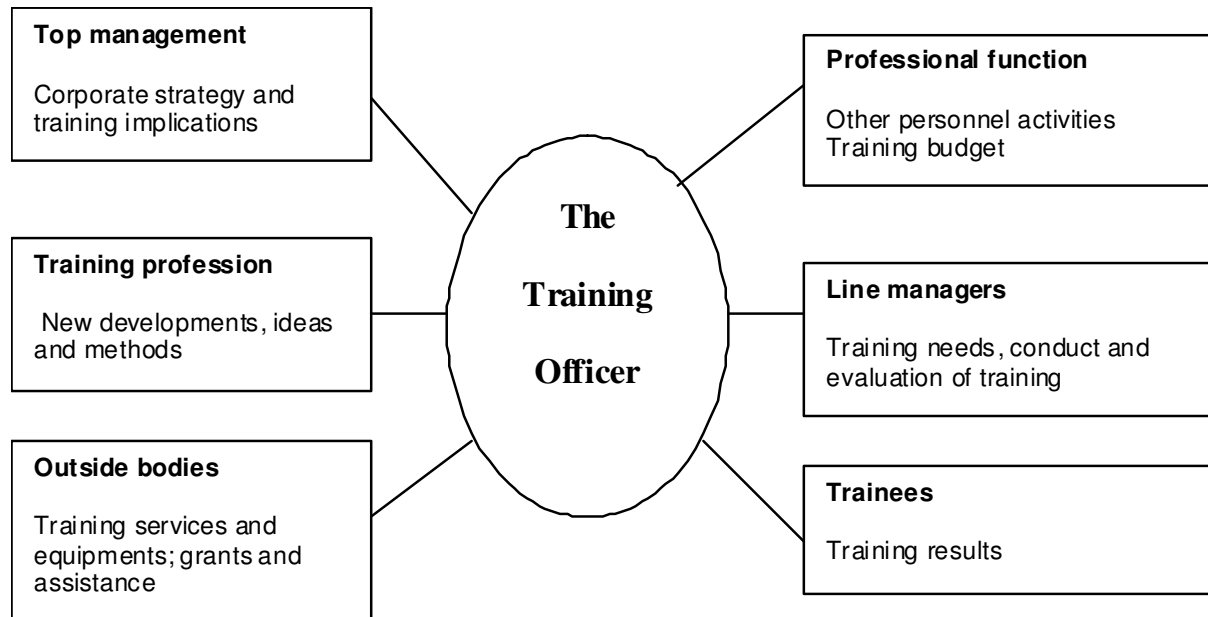 Top management
Corporate strategy and
training implications
Training profession
New developments, ideas
and methods
Outside bodies
Training services and
equipments; grants and
assistance
The
Training
Officer
Professional function
Other personnel activities
Training budget
Line managers
Training needs, conduct and
evaluation of training
Trainees
Training results